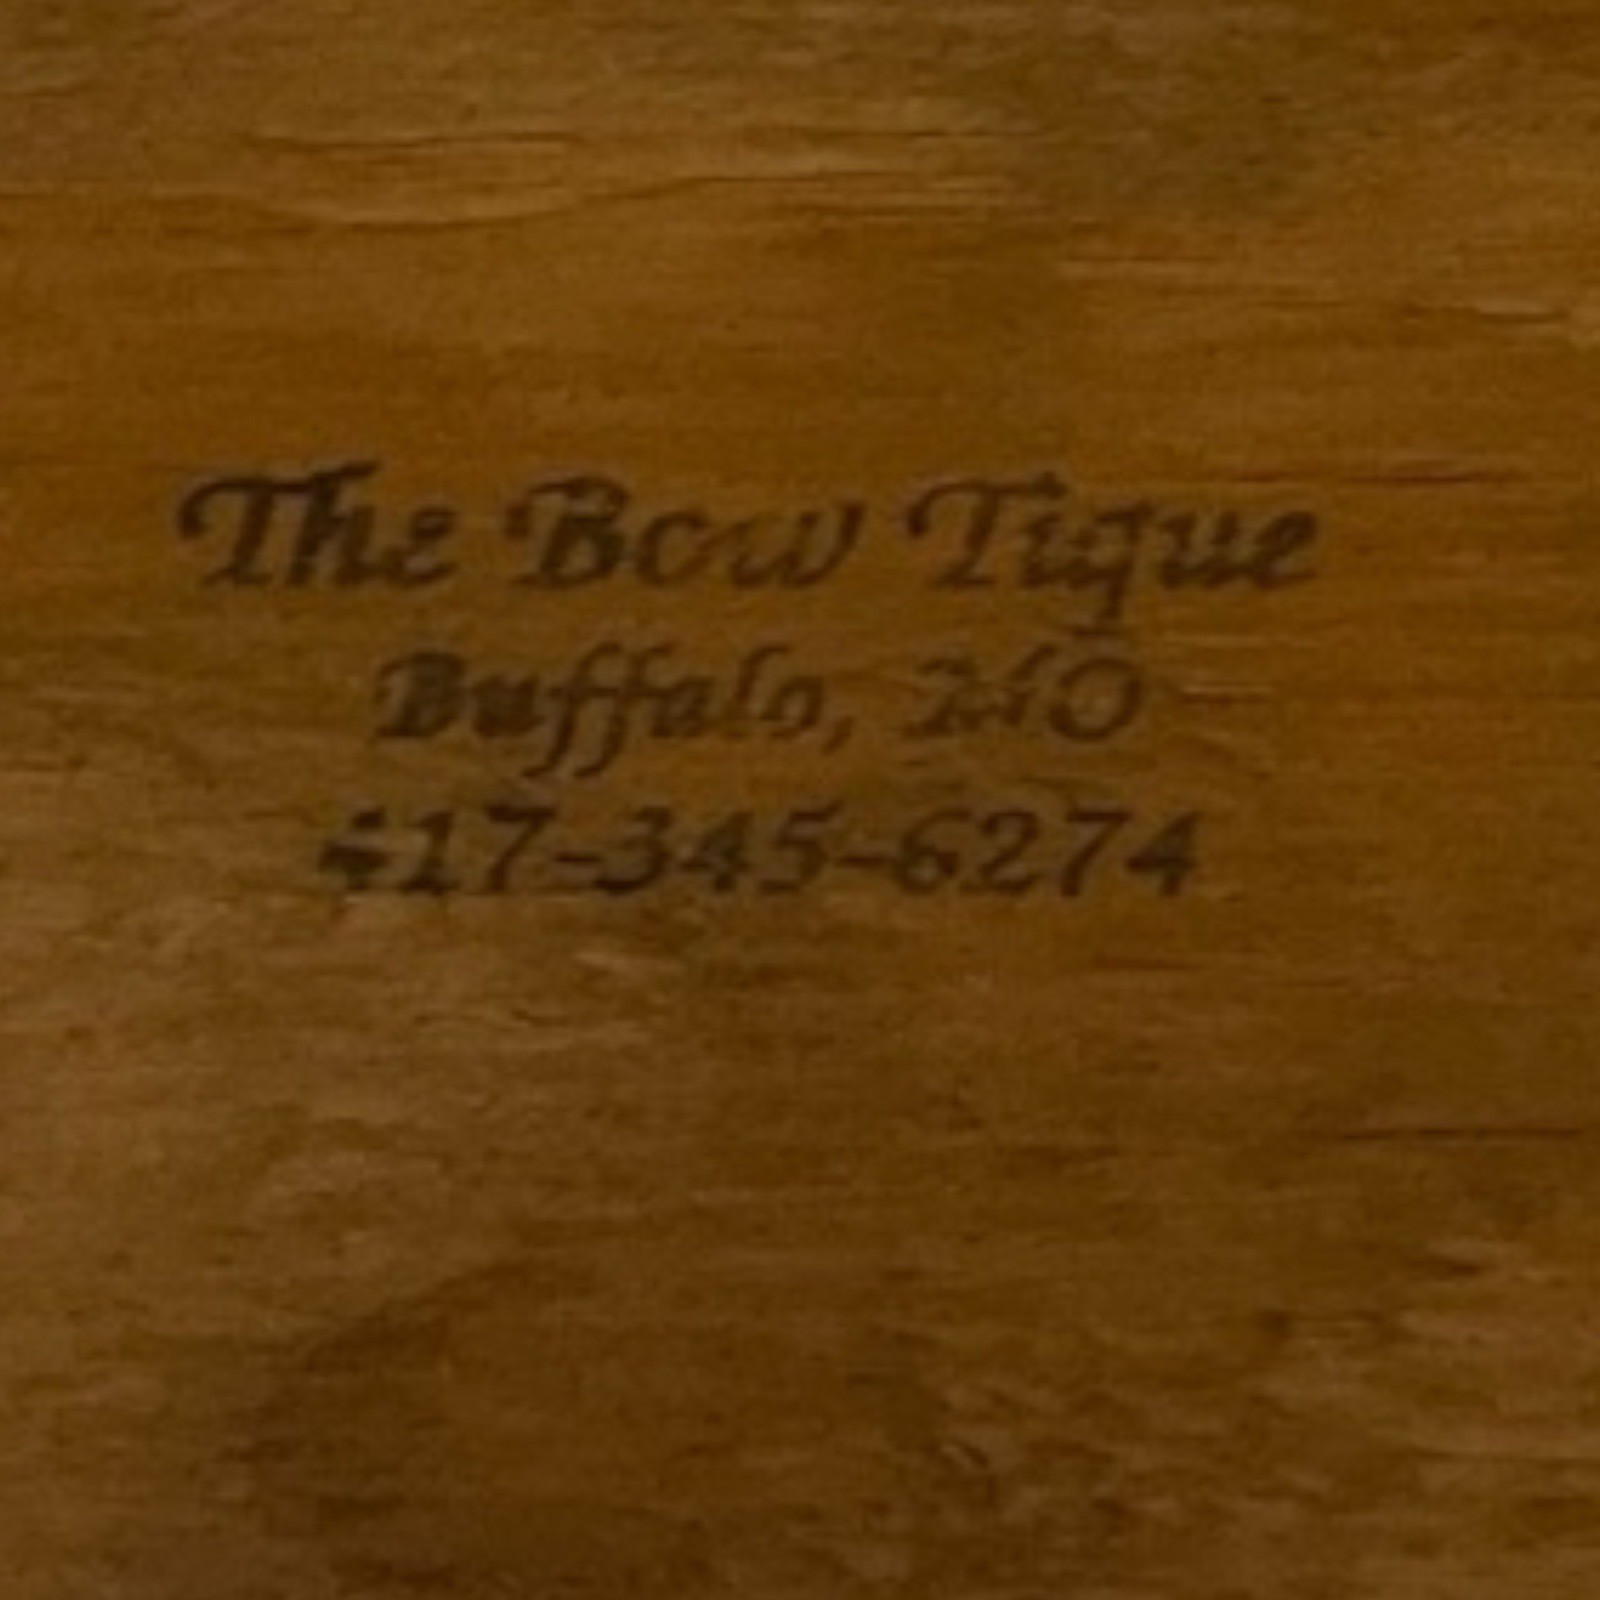 The Bow Tique
Buffalo, MO
417-345-6274